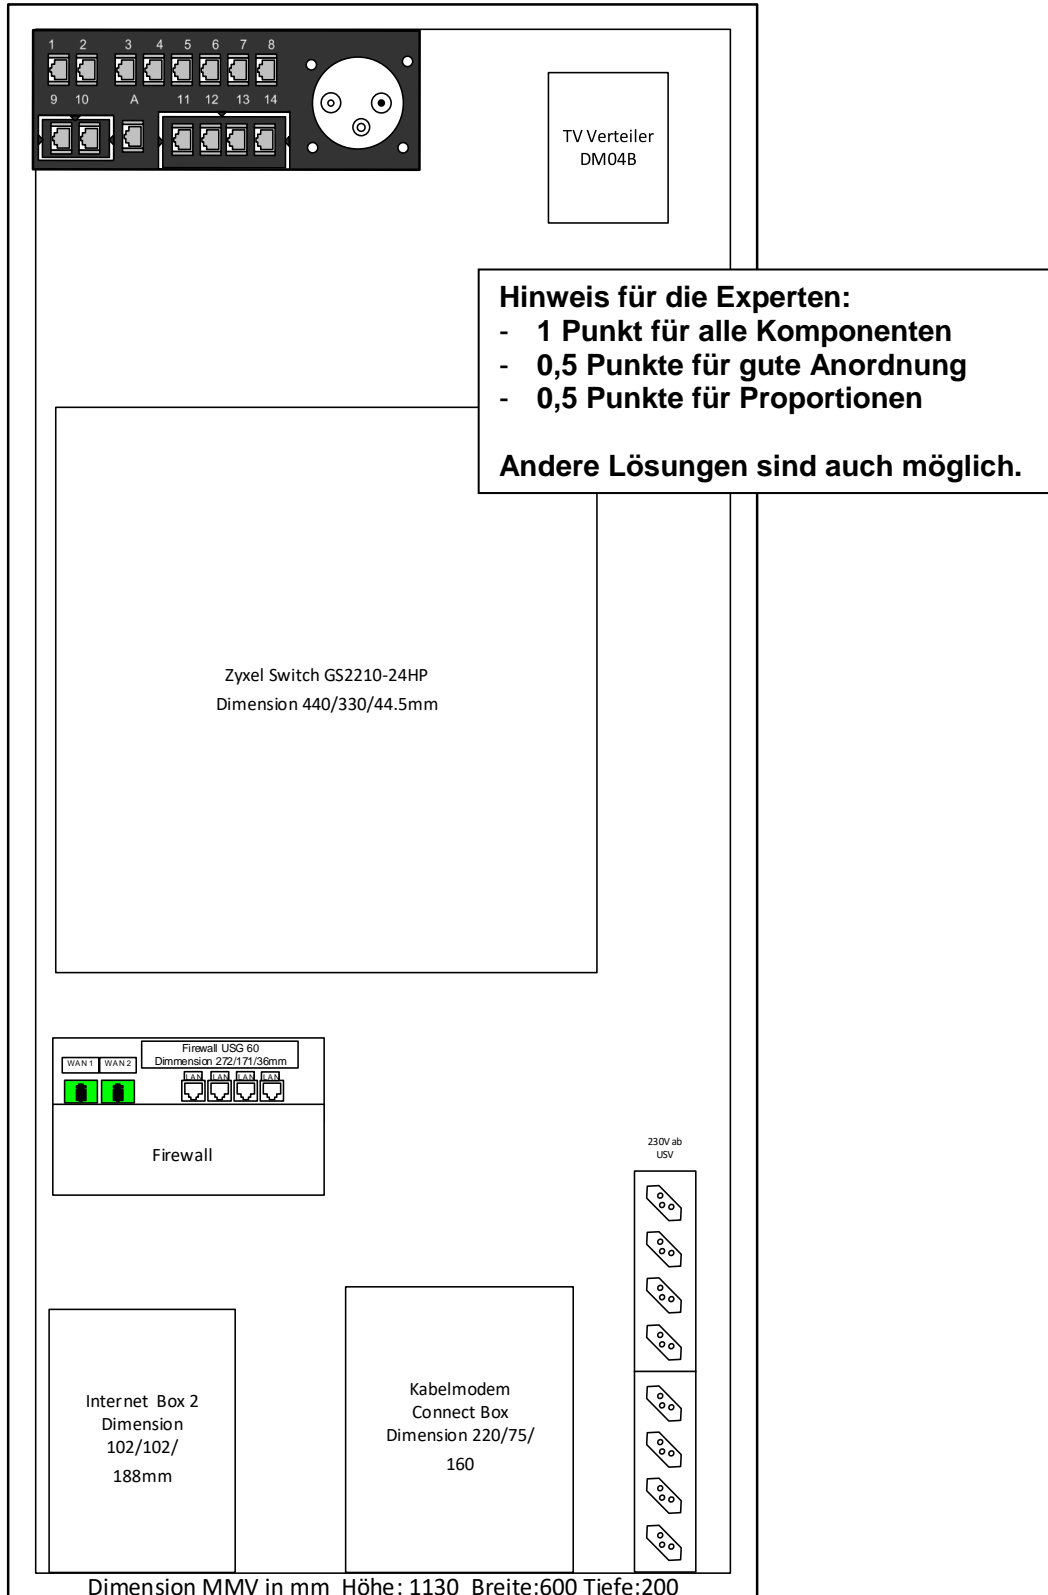 1 2 3 4 5 6 7 8
9 10 A 11 12 13 14
TV Verteiler
DM04B
Hinweis für die Experten:
- 1 Punkt für alle Komponenten
- 0,5 Punkte für gute Anordnung
- 0,5 Punkte für Proportionen
Andere Lösungen sind auch möglich.
Zyxel Switch GS2210-24HP
Dimension 440/330/44.5mm
Firewall USG 60
Dimmension 272/171/36mm
WAN 1 WAN 2
LAN LAN LAN LAN
Firewall
230V ab
USV
Internet Box 2
Dimension
102/102/
188mm
Kabelmodem
Connect Box
Dimension 220/75/
160
Dimension MMV in mm Höhe: 1130 Breite:600 Tiefe:200